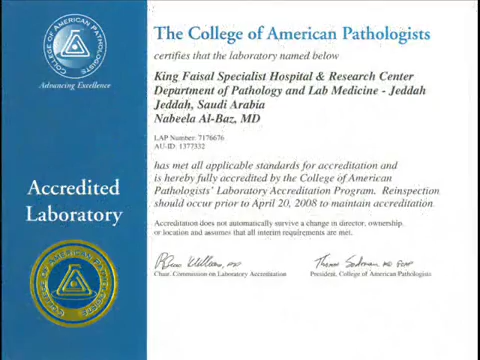 COLLEGE OF AMERICAN PATHOLOGISTS
Advancing Excellence
Accredited
Laboratory
The College of American Pathologists
certifies that the laboratory named below
King Faisal Specialist Hospital & Research Center
Department of Pathology and Lab Medicine - Jeddah
Jeddah, Saudi Arabia
Nabeela Al-Baz, MD
LAP Number: 7176676
AU-ID: 1377332
has met all applicable standards for accreditation and
is hereby fully accredited by the College of American
Pathologists' Laboratory Accreditation Program. Reinspection
should occur prior to April 20, 2008 to maintain accreditation.
Accreditation does not automatically survive a change in director, ownership,
or location and assumes that all interim requirements are met.
Chair, Commission on Laboratory Accreditation
President, College of American Pathologists